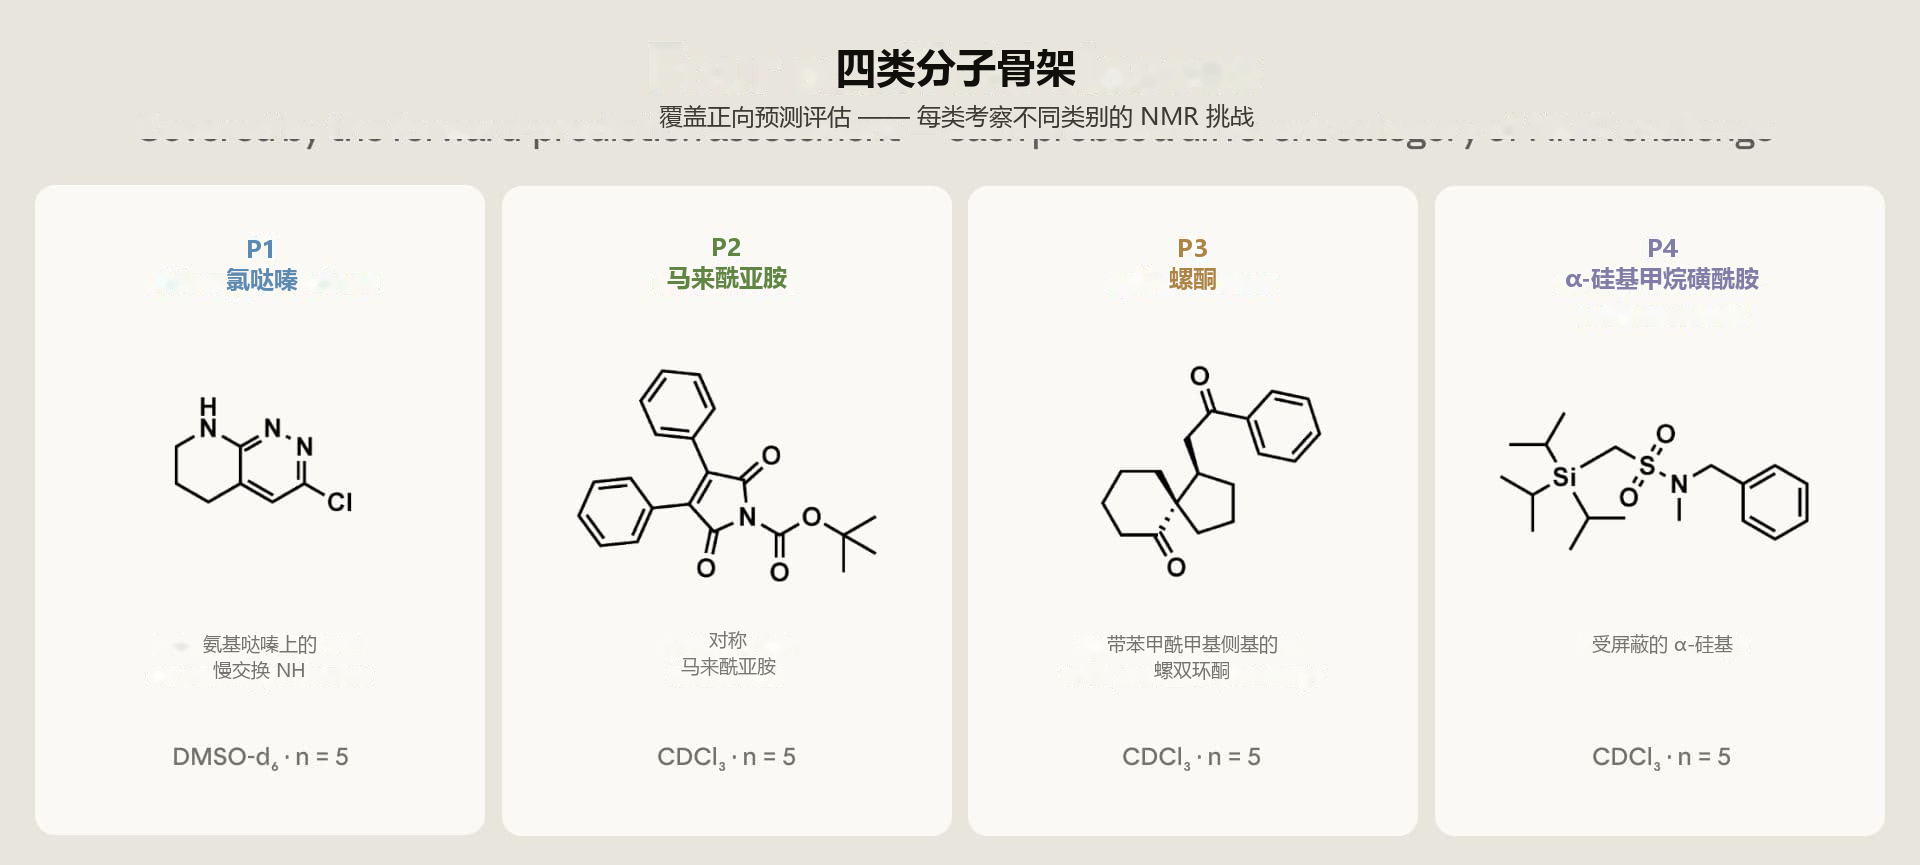 四类分子骨架
覆盖正向预测评估 —— 每类考察不同类别的 NMR 挑战
P1
氯哒嗪
P2
马来酰亚胺
P3
螺酮
P4
α-硅基甲烷磺酰胺
H
N
N
N
Cl
O
N
O
O
O
O
O
Si
O
S
O
N
氨基哒嗪上的
慢交换 NH
对称
马来酰亚胺
带苯甲酰甲基侧基的
螺双环酮
受屏蔽的 α-硅基
DMSO-d₆ · n = 5
CDCl₃ · n = 5
CDCl₃ · n = 5
CDCl₃ · n = 5